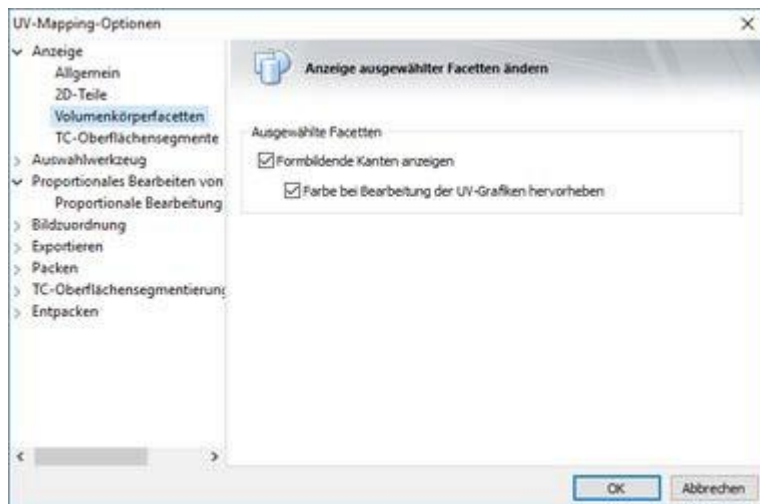 UV-Mapping-Optionen
Anzeige
Allgemein
2D-Teile
Volumenkörperfacetten
TC-Oberflächensegmente
Auswahlwerkzeug
Proportionales Bearbeiten von
Proportionale Bearbeitung
Bildzuordnung
Exportieren
Packen
TC-Oberflächensegmentierung
Entpacken
Anzeige ausgewählter Facetten ändern
Ausgewählte Facetten
Formbildende Kanten anzeigen
Farbe bei Bearbeitung der UV-Grafiken hervorheben
OK
Abbrechen